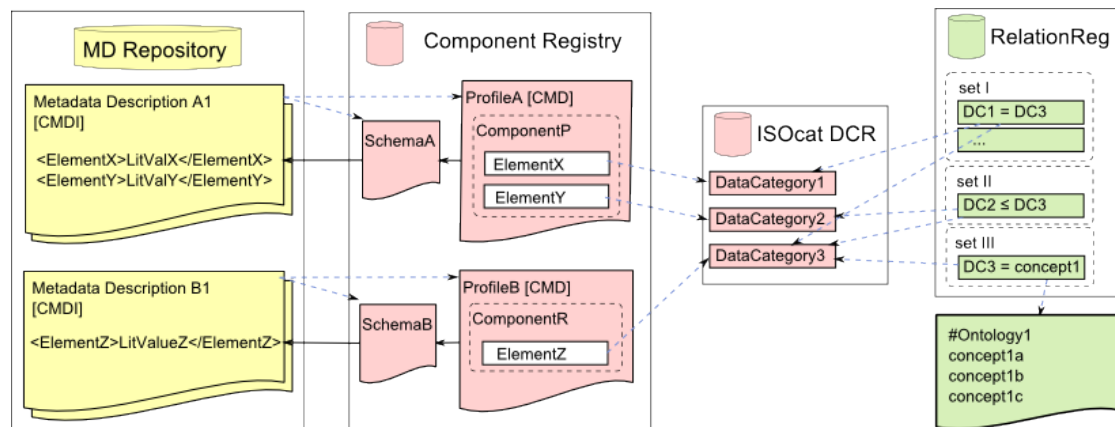 MD Repository
Metadata Description A1
[CMDI]
<ElementX>LitValX</ElementX>
<ElementY>LitValY</ElementY>
Metadata Description B1
[CMDI]
<ElementZ>LitValueZ</ElementZ>
Component Registry
ProfileA [CMD]
SchemaA
ComponentP
ElementX
ElementY
ProfileB [CMD]
SchemaB
ComponentR
ElementZ
ISOcat DCR
DataCategory1
DataCategory2
DataCategory3
RelationReg
set I
DC1 = DC3
...
set II
DC2 ≤ DC3
set III
DC3 = concept1
#Ontology1
concept1a
concept1b
concept1c